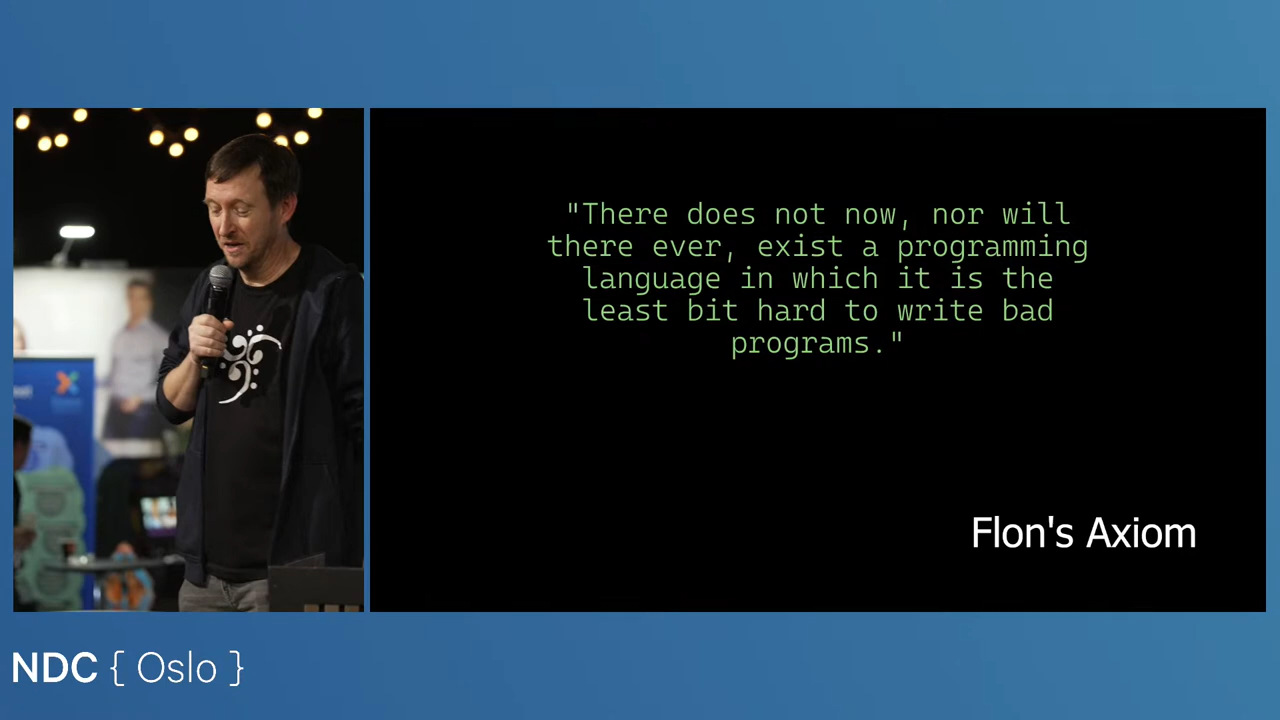 "There does not now, nor will
there ever, exist a programming
language in which it is the
least bit hard to write bad
programs."
Flon's Axiom
NDC { Oslo }